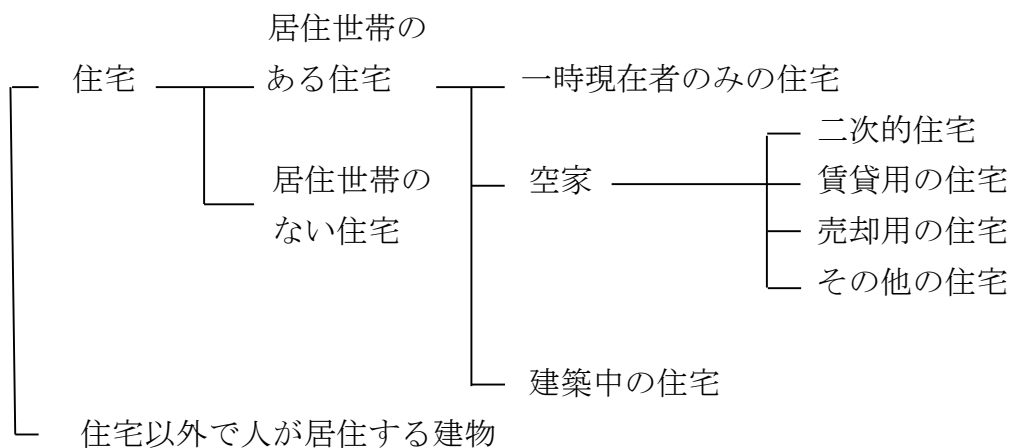 居住世帯の
住宅 ある住宅 一時現在者のみの住宅
二次的住宅
居住世帯の 空家 賃貸用の住宅
ない住宅 売却用の住宅
その他の住宅
建築中の住宅
住宅以外で人が居住する建物